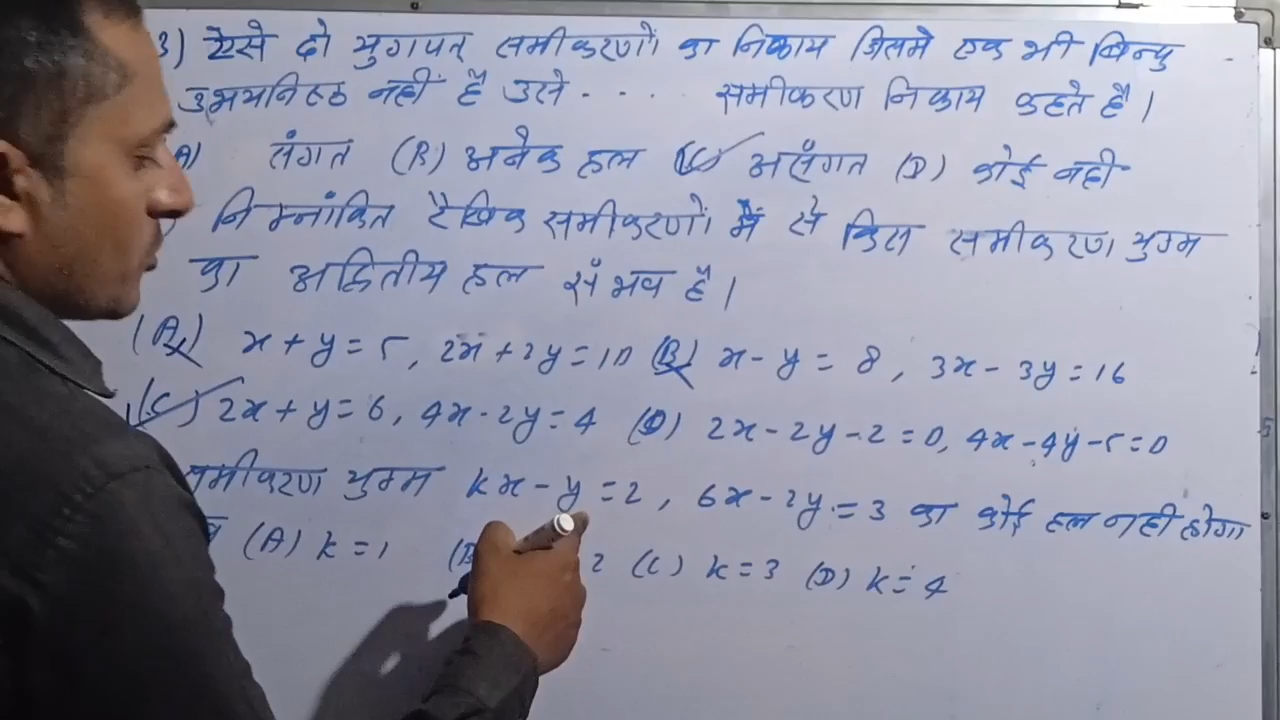 3) ऐसे दो युगपत् समीकरणों का निकाय जिसमे एक भी बिन्दु
उभयनिष्ठ नहीं है उसे .... समीकरण निकाय कहते है।
A) संगत (B) अनेक हल (C) असंगत (D) कोई नही
निम्नांकित रैखिक समीकरणों में से किस समीकरण युग्म
का अद्वितीय हल संभव है।
(A) x + y = 5, 2x + 2y = 10 (B) x - y = 8, 3x - 3y = 16
(C) 2x + y = 6, 4x - 2y = 4 (D) 2x - 2y - 2 = 0, 4x - 4y - 5 = 0
समीकरण युग्म kx - y = 2, 6x - 2y = 3 का कोई हल नही होगा
(A) k = 1 (B 2 (C) k = 3 (D) k = 4